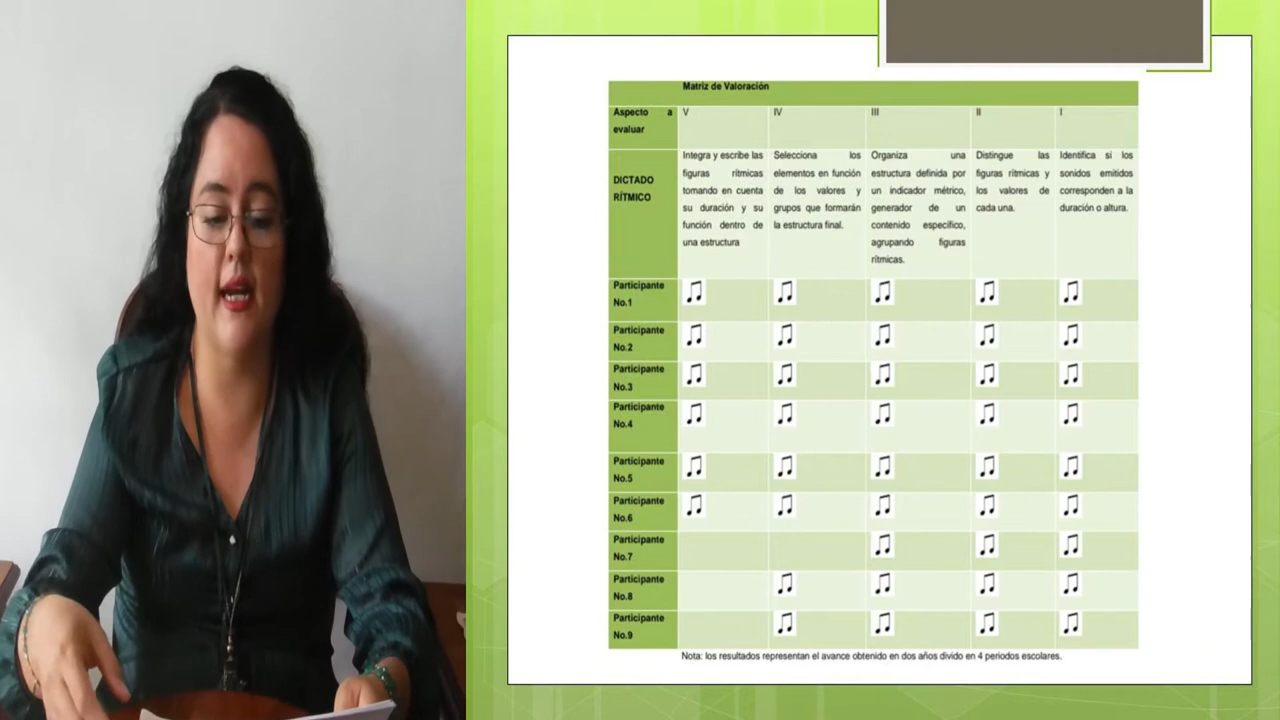 Matriz de Valoración
Aspecto a
evaluar
V
IV
III
II
I
DICTADO
RÍTMICO
Integra y escribe las
figuras rítmicas
tomando en cuenta
su duración y su
función dentro de
una estructura
Selecciona los
elementos en función
de los valores y
grupos que formarán
la estructura final.
Organiza una
estructura definida por
un indicador métrico,
generador de un
contenido específico,
agrupando figuras
rítmicas.
Distingue las
figuras rítmicas y
los valores de
cada una.
Identifica si los
sonidos emitidos
corresponden a la
duración o altura.
Participante
No.1
Participante
No.2
Participante
No.3
Participante
No.4
Participante
No.5
Participante
No.6
Participante
No.7
Participante
No.8
Participante
No.9
Nota: los resultados representan el avance obtenido en dos años divido en 4 periodos escolares.